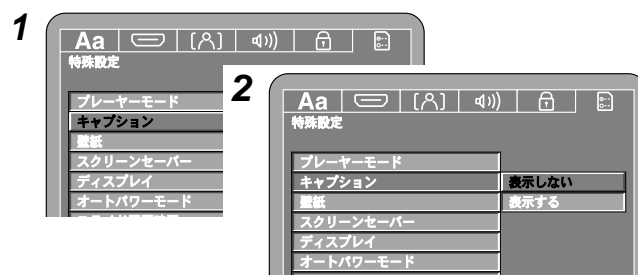 1
Aa
特殊設定
プレーヤーモード
キャプション
壁紙
スクリーンセーバー
ディスプレイ
オートパワーモード
2
Aa
特殊設定
プレーヤーモード
キャプション 表示しない
壁紙 表示する
スクリーンセーバー
ディスプレイ
オートパワーモード